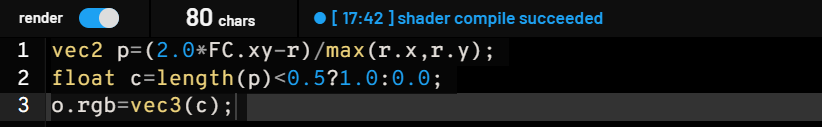 render 80 chars [ 17:42 ] shader compile succeeded
1 vec2 p=(2.0*FC.xy-r)/max(r.x,r.y);
2 float c=length(p)<0.5?1.0:0.0;
3 o.rgb=vec3(c);